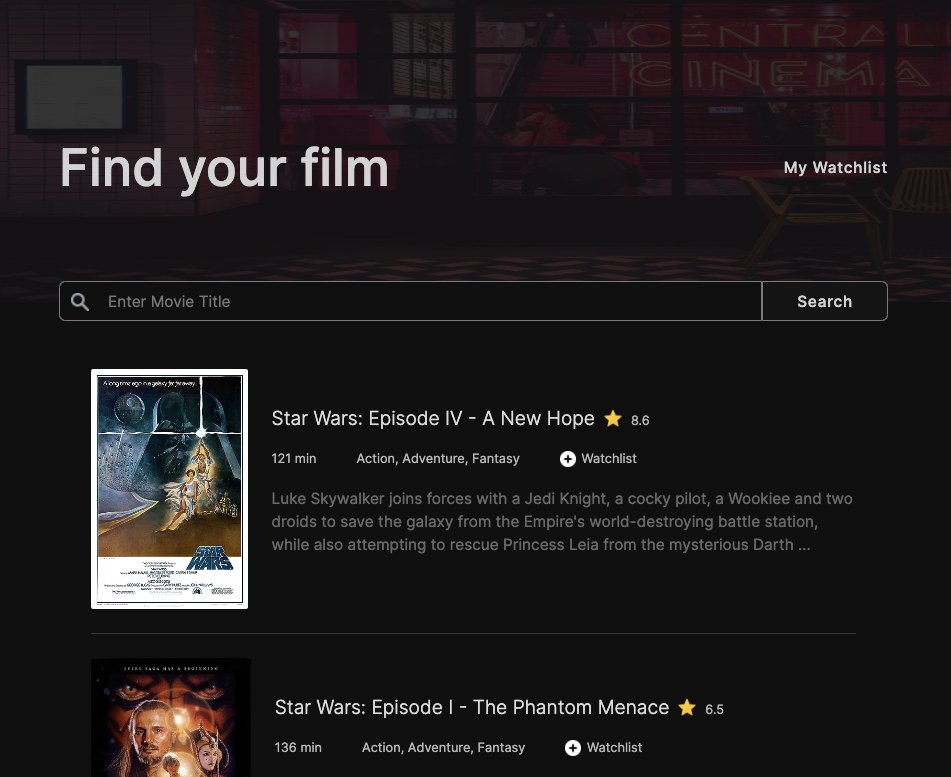 CENTRAL
CINEMA
Find your film
My Watchlist
Enter Movie Title
Search
A long time ago in a galaxy far, far away...
Star Wars: Episode IV - A New Hope ⭐ 8.6
121 min Action, Adventure, Fantasy Watchlist
Luke Skywalker joins forces with a Jedi Knight, a cocky pilot, a Wookiee and two
droids to save the galaxy from the Empire's world-destroying battle station,
while also attempting to rescue Princess Leia from the mysterious Darth ...
STAR
WARS
EVERY SAGA HAS A BEGINNING
Star Wars: Episode I - The Phantom Menace ⭐ 6.5
136 min Action, Adventure, Fantasy Watchlist